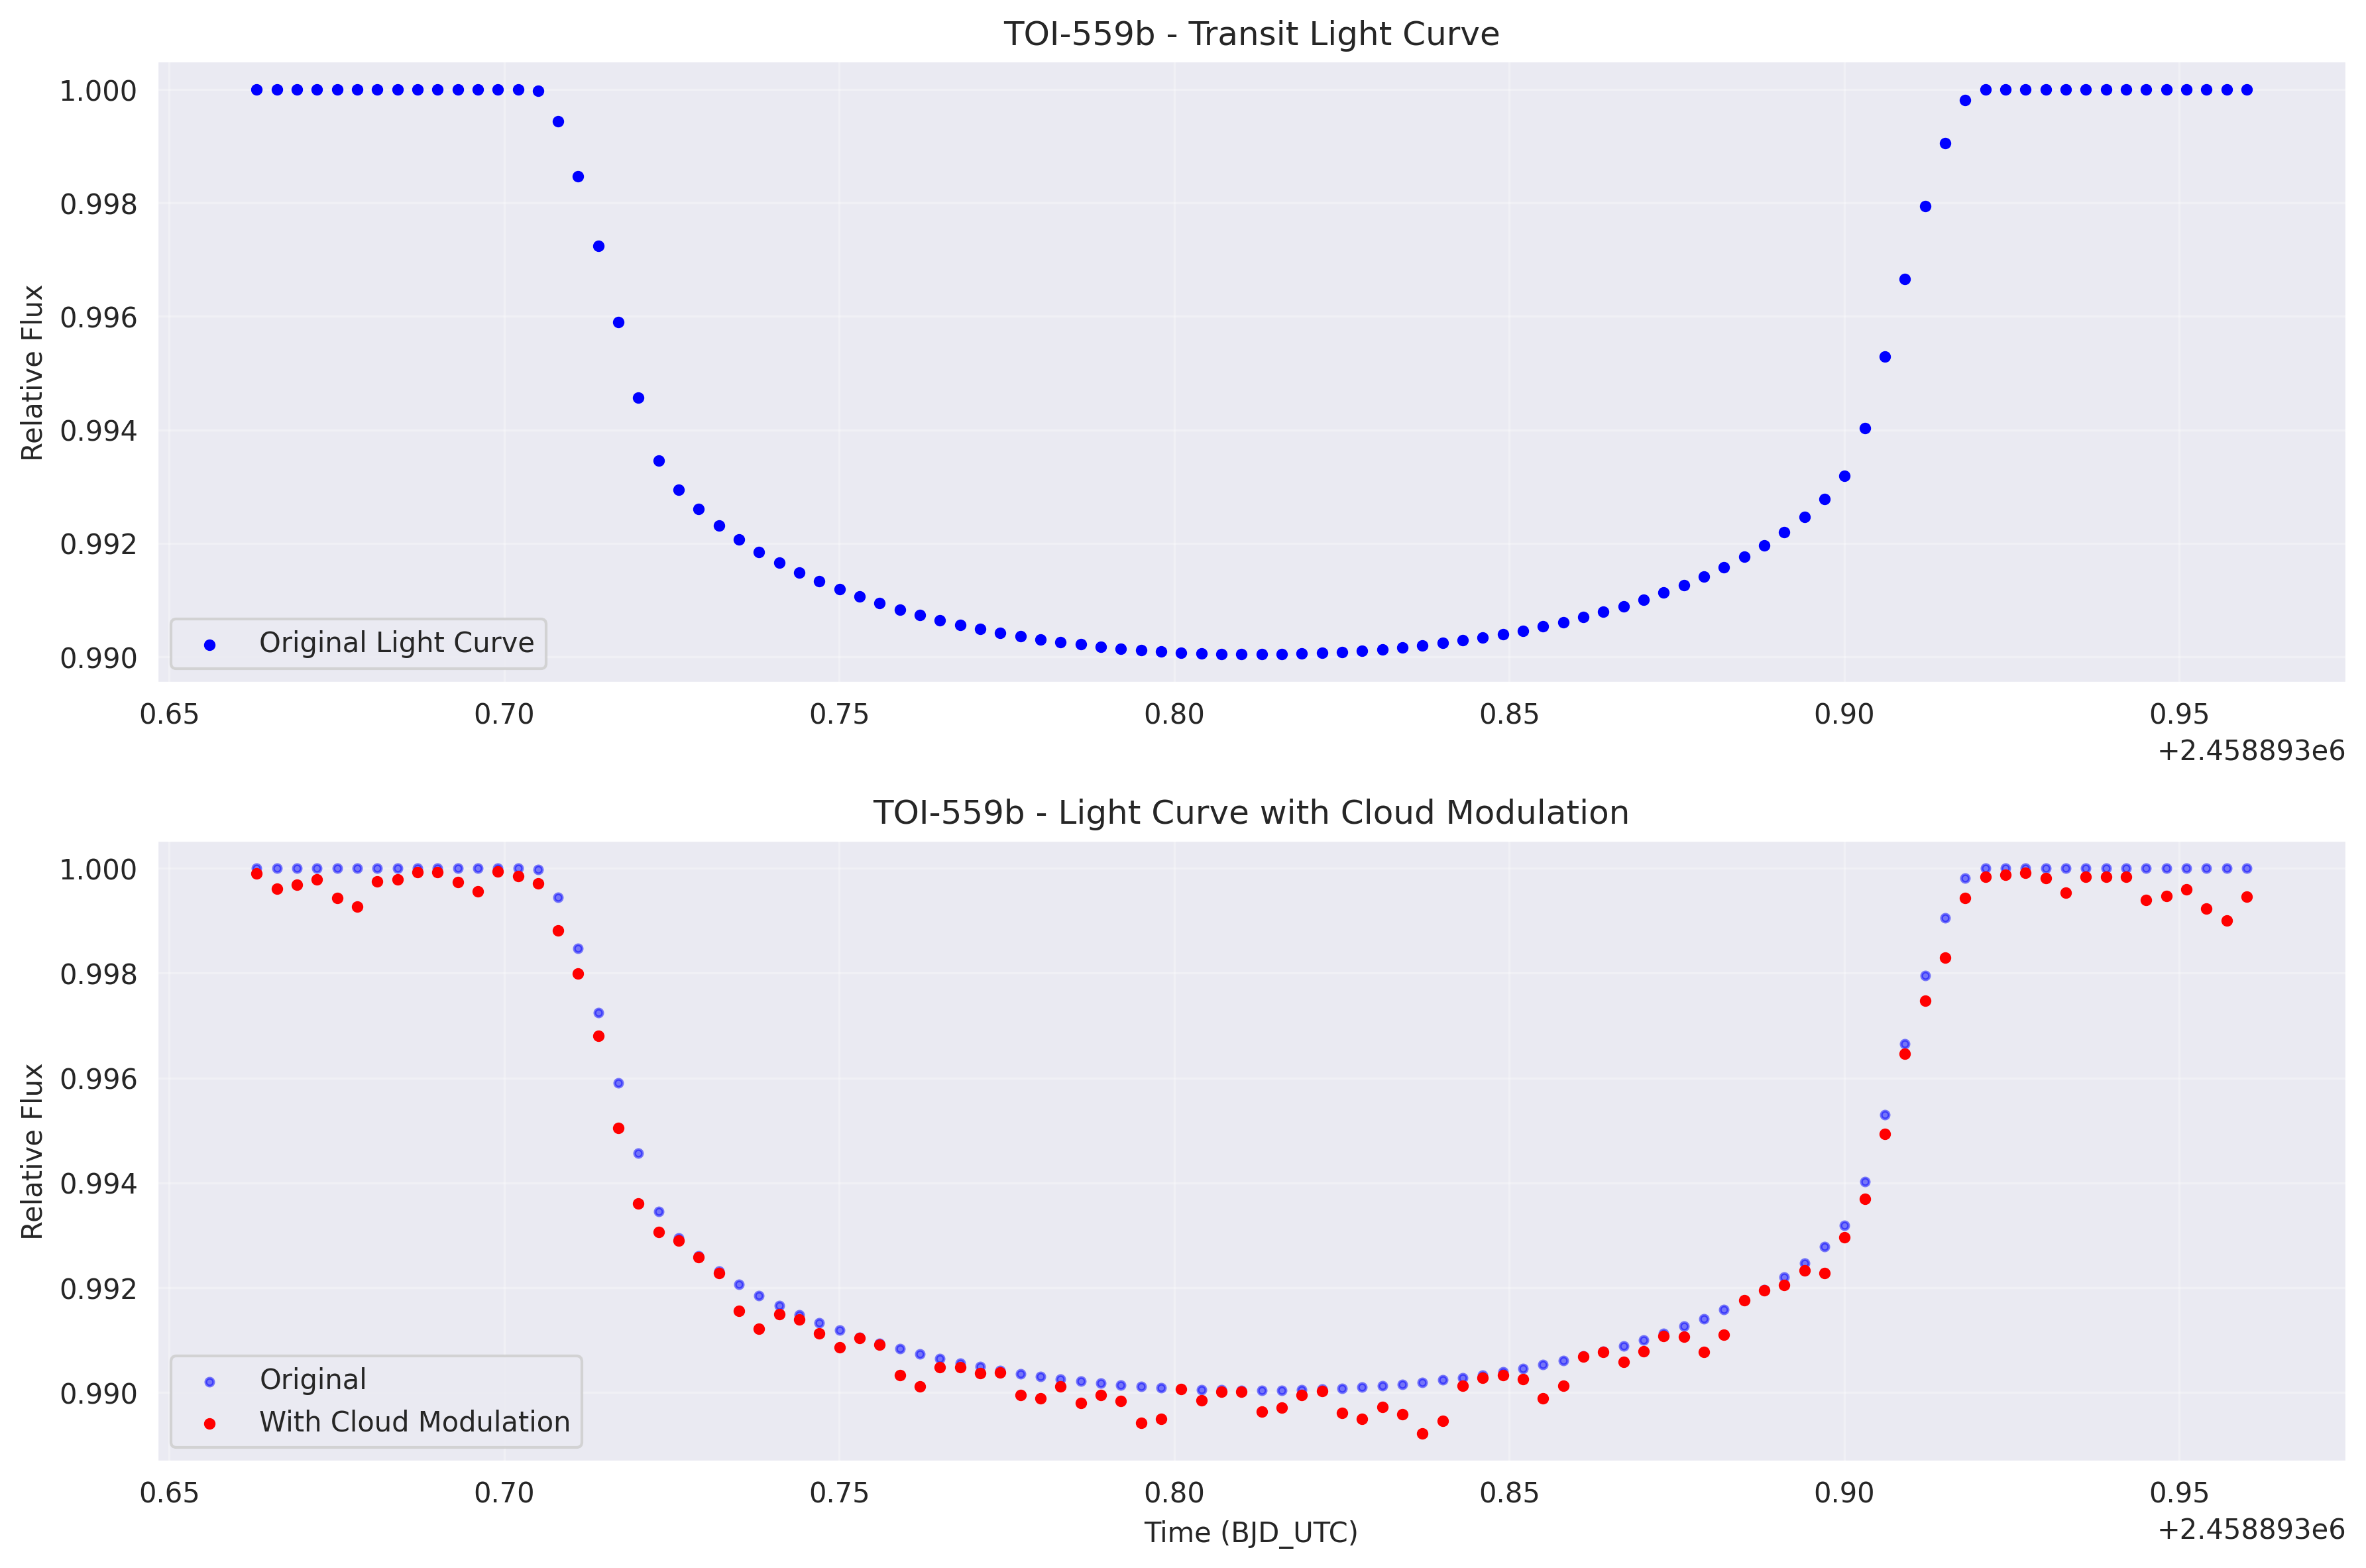 TOI-559b - Transit Light Curve
Relative Flux
1.000
0.998
0.996
0.994
0.992
0.990
Original Light Curve
0.65 0.70 0.75 0.80 0.85 0.90 0.95
+2.458893e6
TOI-559b - Light Curve with Cloud Modulation
Relative Flux
1.000
0.998
0.996
0.994
0.992
0.990
Original
With Cloud Modulation
0.65 0.70 0.75 0.80 0.85 0.90 0.95
Time (BJD_UTC)
+2.458893e6